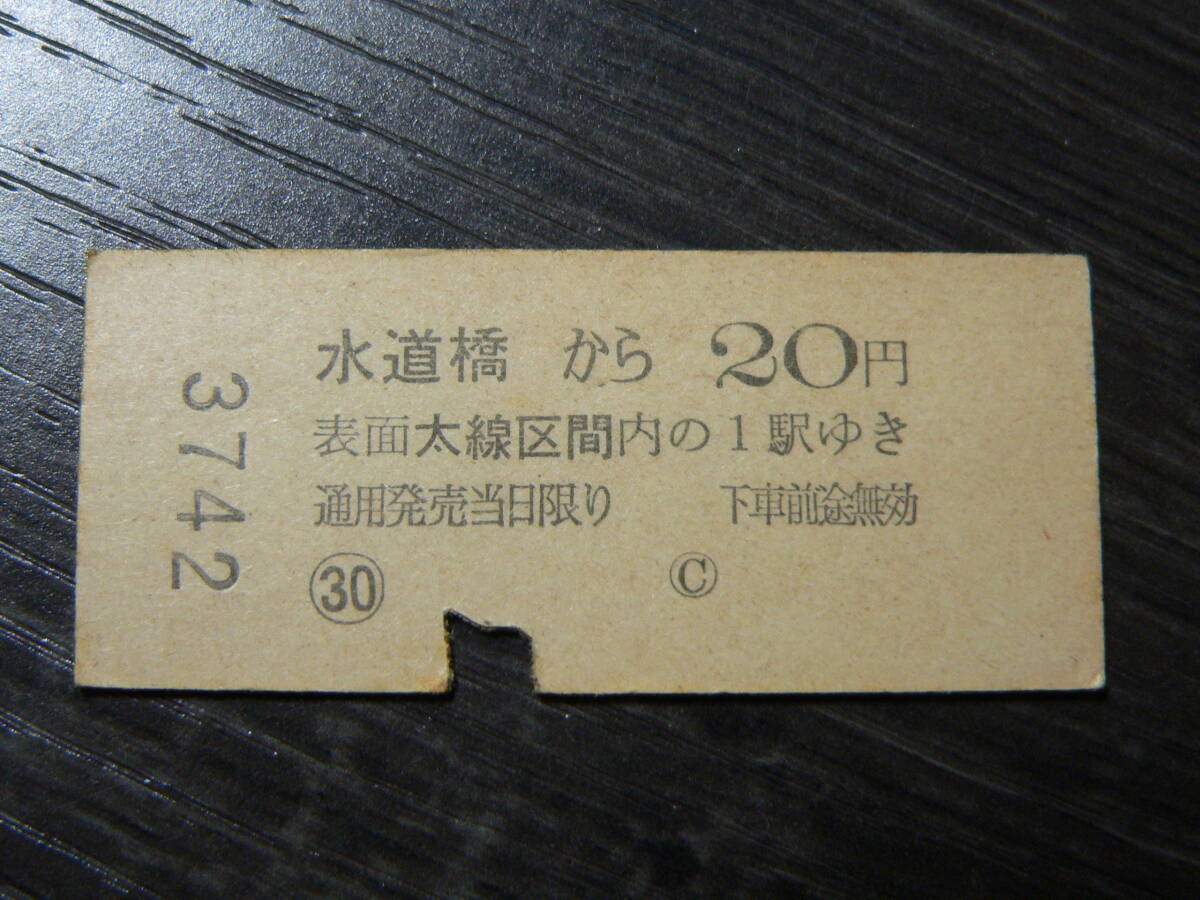 水道橋 から 20円
表面太線区間内の1駅ゆき
通用発売当日限り 下車前途無効
㉚ Ⓒ
3742